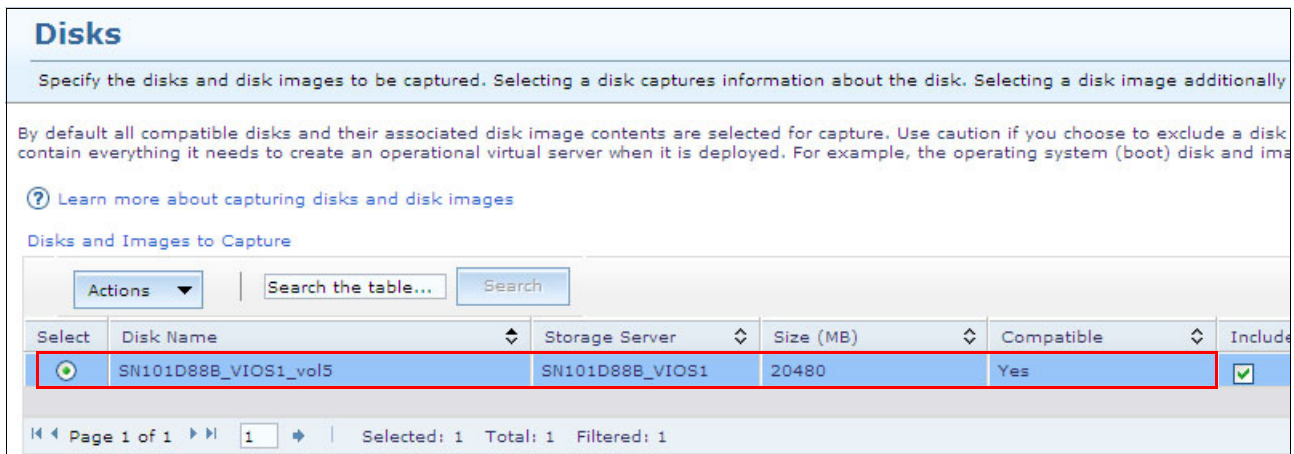 Disks
Specify the disks and disk images to be captured. Selecting a disk captures information about the disk. Selecting a disk image additionally
By default all compatible disks and their associated disk image contents are selected for capture. Use caution if you choose to exclude a disk
contain everything it needs to create an operational virtual server when it is deployed. For example, the operating system (boot) disk and ima
? Learn more about capturing disks and disk images
Disks and Images to Capture
Actions Search the table... Search
Select Disk Name Storage Server Size (MB) Compatible Include
SN101D88B_VIOS1_vol5 SN101D88B_VIOS1 20480 Yes
Page 1 of 1 1 Selected: 1 Total: 1 Filtered: 1